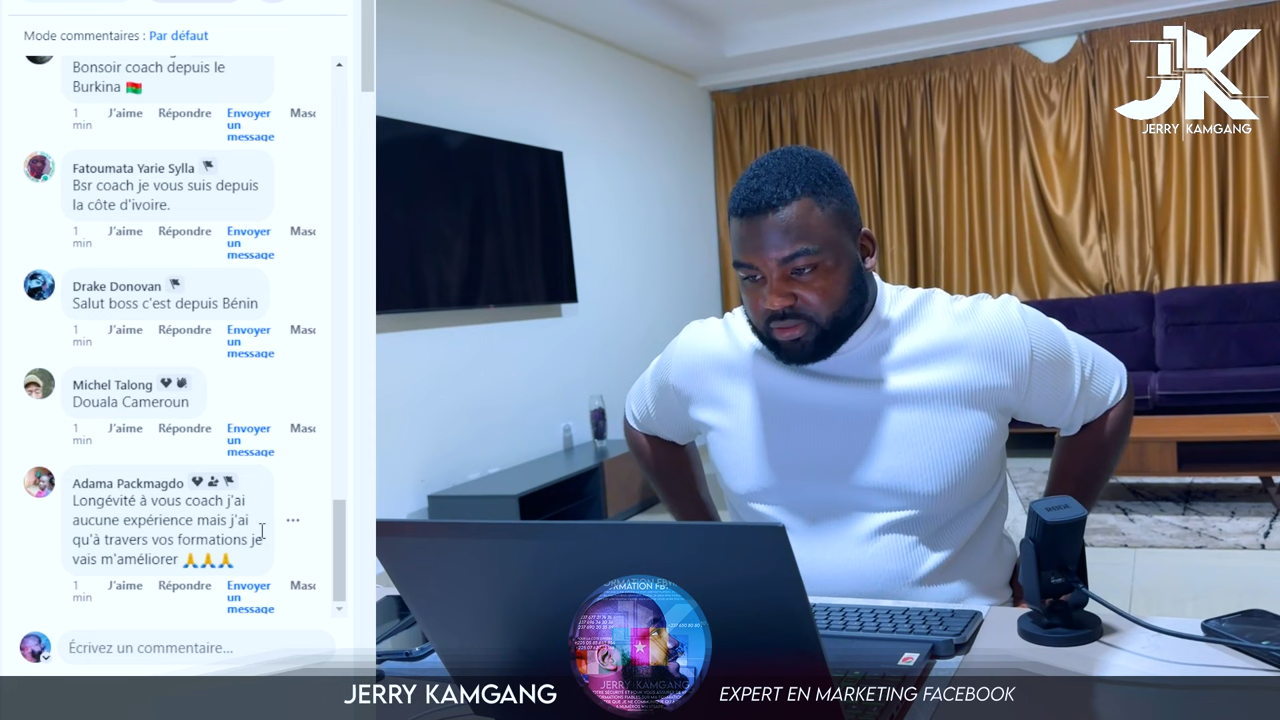 Mode commentaires : Par défaut
Bonsoir coach depuis le
Burkina 🇧🇫
1 min J'aime Répondre Envoyer un message Masc
Fatoumata Yarie Sylla
Bsr coach je vous suis depuis
la côte d'ivoire.
1 min J'aime Répondre Envoyer un message Masc
Drake Donovan
Salut boss c'est depuis Bénin
1 min J'aime Répondre Envoyer un message Masc
Michel Talong
Douala Cameroun
1 min J'aime Répondre Envoyer un message Masc
Adama Packmagdo
Longévité à vous coach j'ai
aucune expérience mais j'ai
qu'à travers vos formations je
vais m'améliorer 🙏🙏🙏
1 min J'aime Répondre Envoyer un message Masc
Écrivez un commentaire...
JK
JERRY KAMGANG
RØDE
JERRY KAMGANG
JERRY KAMGANG
EXPERT EN MARKETING FACEBOOK